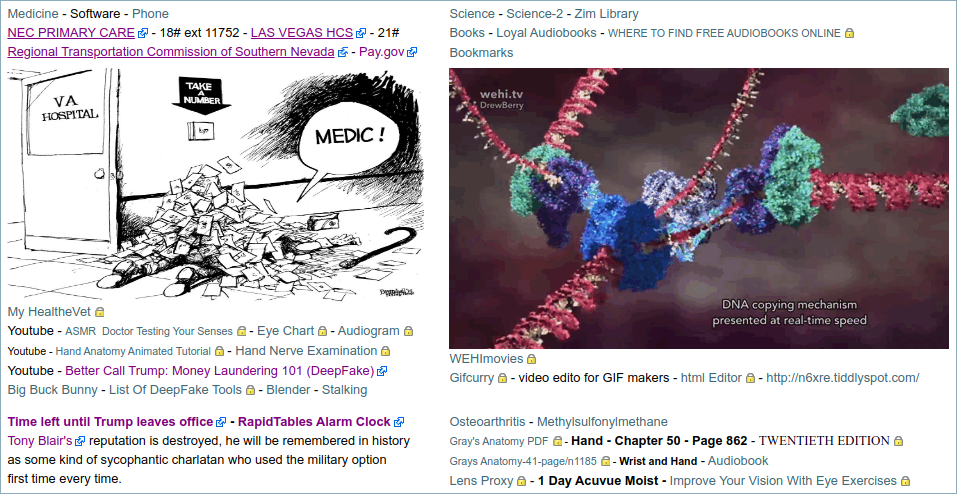 Medicine - Software - Phone
NEC PRIMARY CARE - 18# ext 11752 - LAS VEGAS HCS - 21#
Regional Transportation Commission of Southern Nevada - Pay.gov
VA
HOSPITAL
TAKE
A
NUMBER
MEDIC !
My HealtheVet
Youtube - ASMR Doctor Testing Your Senses - Eye Chart - Audiogram
Youtube - Hand Anatomy Animated Tutorial - Hand Nerve Examination
Youtube - Better Call Trump: Money Laundering 101 (DeepFake)
Big Buck Bunny - List Of DeepFake Tools - Blender - Stalking
Time left until Trump leaves office - RapidTables Alarm Clock
Tony Blair's reputation is destroyed, he will be remembered in history
as some kind of sycophantic charlatan who used the military option
first time every time.
Science - Science-2 - Zim Library
Books - Loyal Audiobooks - WHERE TO FIND FREE AUDIOBOOKS ONLINE
Bookmarks
wehi.tv
DrewBerry
DNA copying mechanism
presented at real-time speed
WEHImovies
Gifcurry - video edito for GIF makers - html Editor - http://n6xre.tiddlyspot.com/
Osteoarthritis - Methylsulfonylmethane
Gray's Anatomy PDF - Hand - Chapter 50 - Page 862 - TWENTIETH EDITION
Grays Anatomy-41-page/n1185 - Wrist and Hand - Audiobook
Lens Proxy - 1 Day Acuvue Moist - Improve Your Vision With Eye Exercises